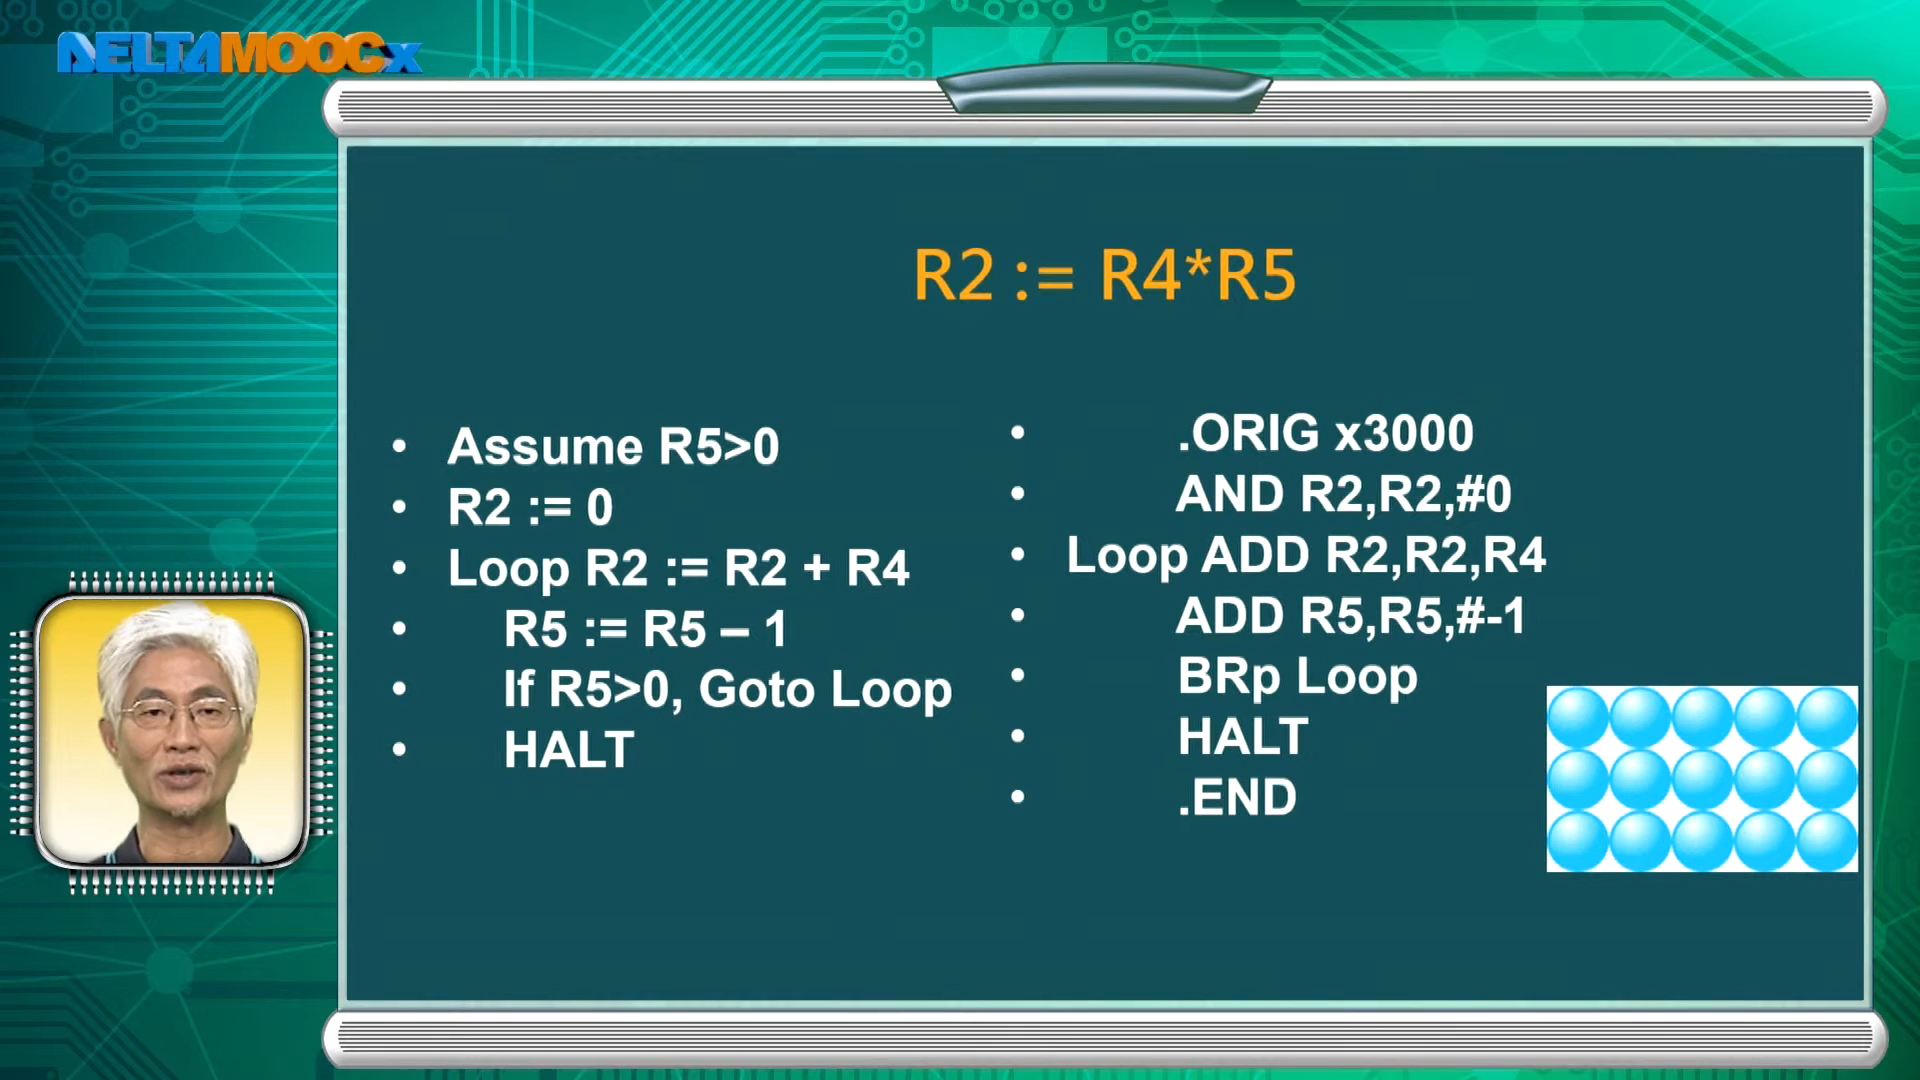 DELTAMOOCx
R2 := R4*R5
• Assume R5>0
• R2 := 0
• Loop R2 := R2 + R4
• R5 := R5 – 1
• If R5>0, Goto Loop
• HALT
• .ORIG x3000
• AND R2,R2,#0
• Loop ADD R2,R2,R4
• ADD R5,R5,#-1
• BRp Loop
• HALT
• .END